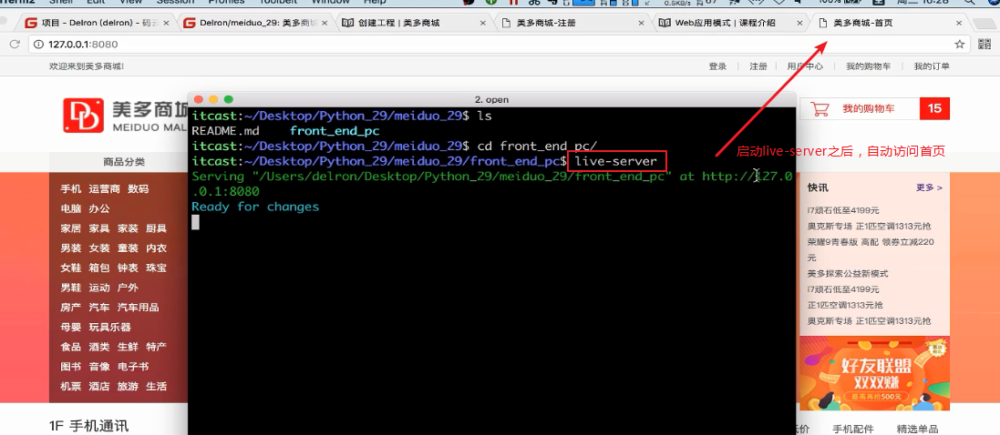 iTerm2 Shell Edit View Session Profiles Toolbelt Window Help
0.5KB/s 67 100% 周二 16:28
项目 - Delron (delron) - 码云 ×
Delron/meiduo_29: 美多商城 ×
创建工程 | 美多商城 ×
美多商城-注册 ×
Web应用模式 | 课程介绍 ×
美多商城-首页 ×
127.0.0.1:8080
欢迎来到美多商城!
登录 | 注册 | 用户中心 | 我的购物车 | 我的订单
美多商城
MEIDUO MALL
我的购物车 15
商品分类
手机 运营商 数码
电脑 办公
家居 家具 家装 厨具
男装 女装 童装 内衣
女鞋 箱包 钟表 珠宝
男鞋 运动 户外
房产 汽车 汽车用品
母婴 玩具乐器
食品 酒类 生鲜 特产
图书 音像 电子书
机票 酒店 旅游 生活
2. open
itcast:~/Desktop/Python_29/meiduo_29$ ls
README.md front_end_pc
itcast:~/Desktop/Python_29/meiduo_29$ cd front_end_pc/
itcast:~/Desktop/Python_29/meiduo_29/front_end_pc$ live-server
Serving "/Users/delron/Desktop/Python_29/meiduo_29/front_end_pc" at http://127.0
.0.1:8080
Ready for changes
启动live-server之后，自动访问首页
快讯 更多 >
i7顽石低至4199元
奥克斯专场 正1匹空调1313元抢
荣耀9青春版 高配 领券立减220
元
美多探索公益新模式
i7顽石低至4199元
正1匹空调1313元抢
奥克斯专场 正1匹空调1313元抢
好友联盟
双双双赚
最高再给500元
1F 手机通讯
低价 手机配件 精选单品